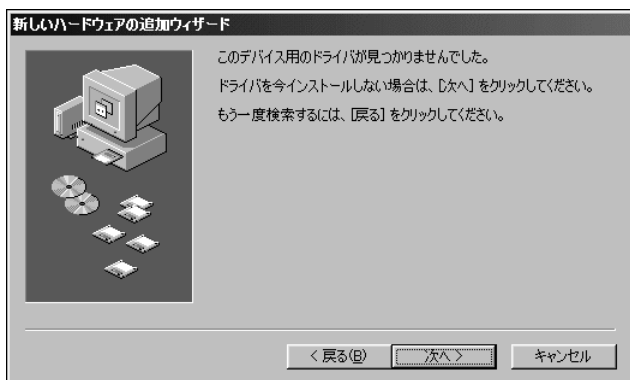 新しいハードウェアの追加ウィザード
このデバイス用のドライバが見つかりませんでした。
ドライバを今インストールしない場合は、[次へ] をクリックしてください。
もう一度検索するには、[戻る] をクリックしてください。
< 戻る(B)
次へ >
キャンセル